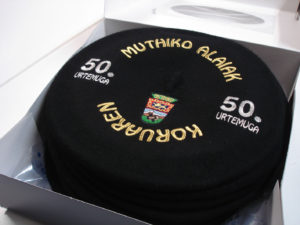 MUTHIKO ALAIAK
50.
URTEMUGA
50.
URTEMUGA
KORUAREN